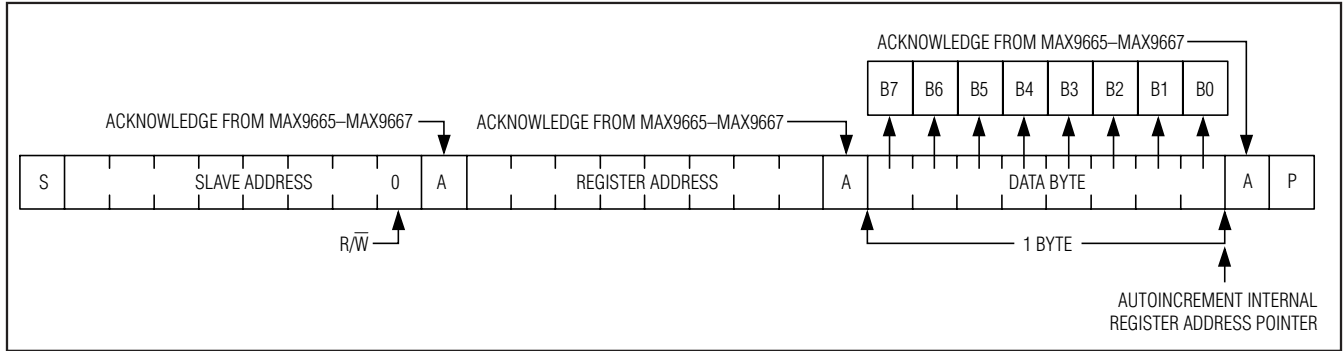 ACKNOWLEDGE FROM MAX9665–MAX9667
B7 B6 B5 B4 B3 B2 B1 B0
ACKNOWLEDGE FROM MAX9665–MAX9667
ACKNOWLEDGE FROM MAX9665–MAX9667
S SLAVE ADDRESS 0 A REGISTER ADDRESS A DATA BYTE A P
R/W̅
1 BYTE
AUTOINCREMENT INTERNAL
REGISTER ADDRESS POINTER